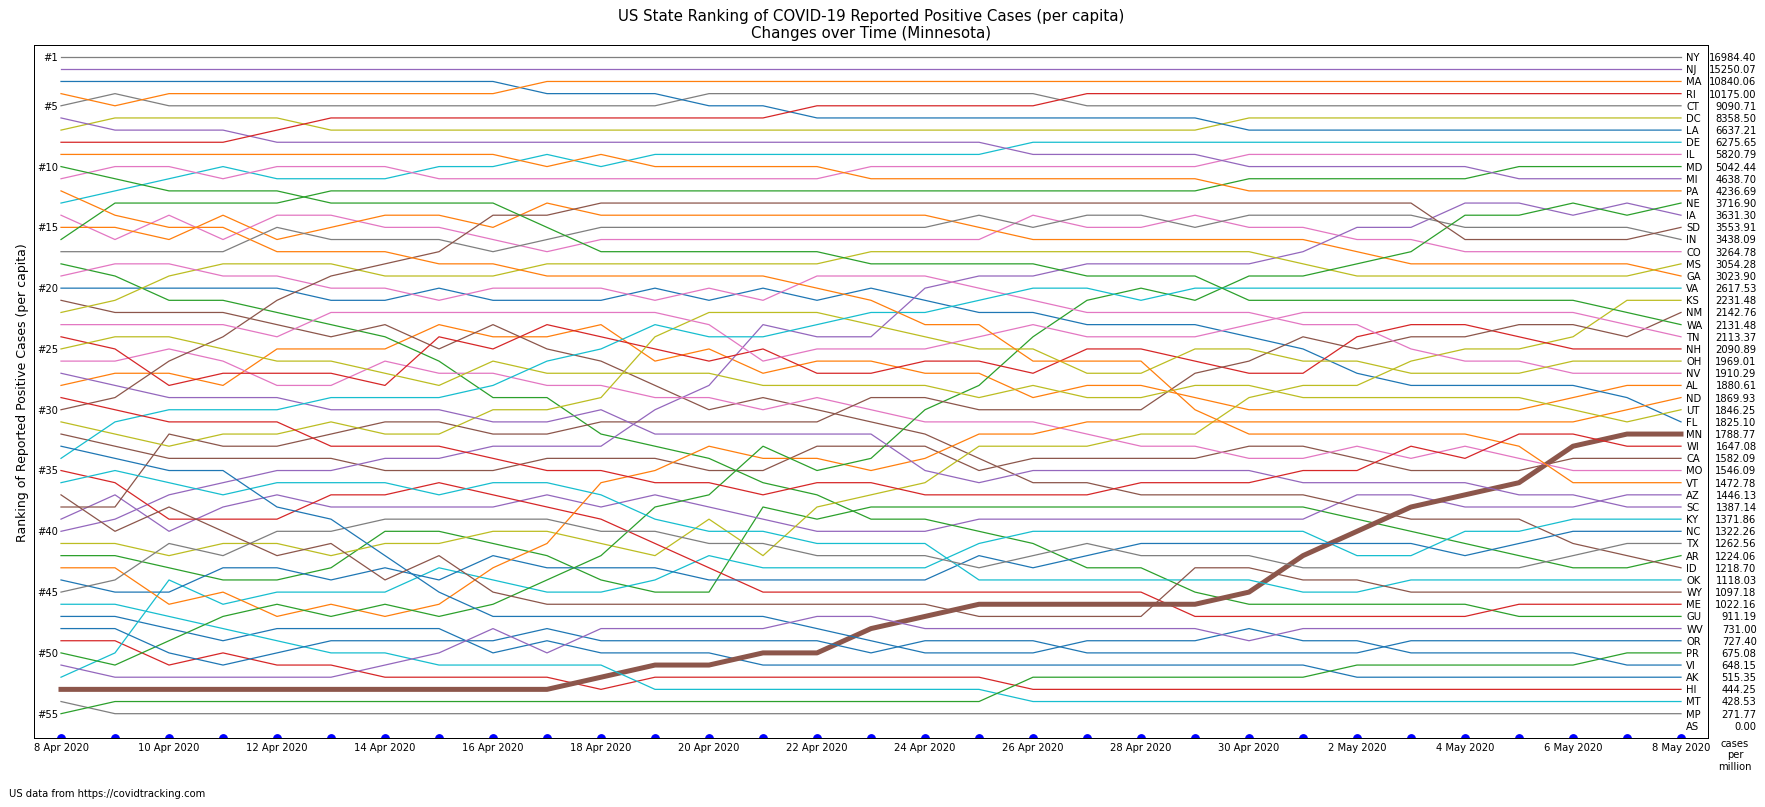 US State Ranking of COVID-19 Reported Positive Cases (per capita)
Changes over Time (Minnesota)
Ranking of Reported Positive Cases (per capita)
#1
#5
#10
#15
#20
#25
#30
#35
#40
#45
#50
#55
NY 16984.40
NJ 15250.07
MA 10840.06
RI 10175.00
CT 9090.71
DC 8358.50
LA 6637.21
DE 6275.65
IL 5820.79
MD 5042.44
MI 4638.70
PA 4236.69
NE 3716.90
IA 3631.30
SD 3553.91
IN 3438.09
CO 3264.78
MS 3054.28
GA 3023.90
VA 2617.53
KS 2231.48
NM 2142.76
WA 2131.48
TN 2113.37
NH 2090.89
OH 1969.01
NV 1910.29
AL 1880.61
ND 1869.93
UT 1846.25
FL 1825.10
MN 1788.77
WI 1647.08
CA 1582.09
MO 1546.09
VT 1472.78
AZ 1446.13
SC 1387.14
KY 1371.86
NC 1322.26
TX 1262.56
AR 1224.06
ID 1218.70
OK 1118.03
WY 1097.18
ME 1022.16
GU 911.19
WV 731.00
OR 727.40
PR 675.08
VI 648.15
AK 515.35
HI 444.25
MT 428.53
MP 271.77
AS 0.00
8 Apr 2020 10 Apr 2020 12 Apr 2020 14 Apr 2020 16 Apr 2020 18 Apr 2020 20 Apr 2020 22 Apr 2020 24 Apr 2020 26 Apr 2020 28 Apr 2020 30 Apr 2020 2 May 2020 4 May 2020 6 May 2020 8 May 2020
cases
per
million
US data from https://covidtracking.com